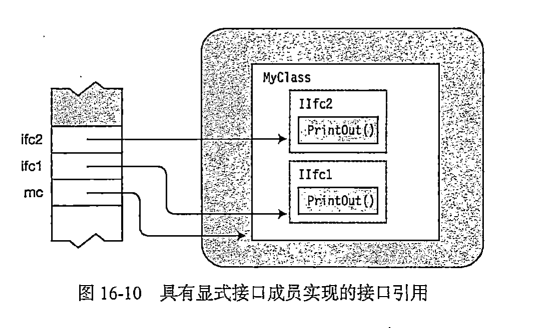 MyClass
IIfc2
PrintOut()
ifc2
ifc1
IIfc1
mc
PrintOut()
图 16-10 具有显式接口成员实现的接口引用